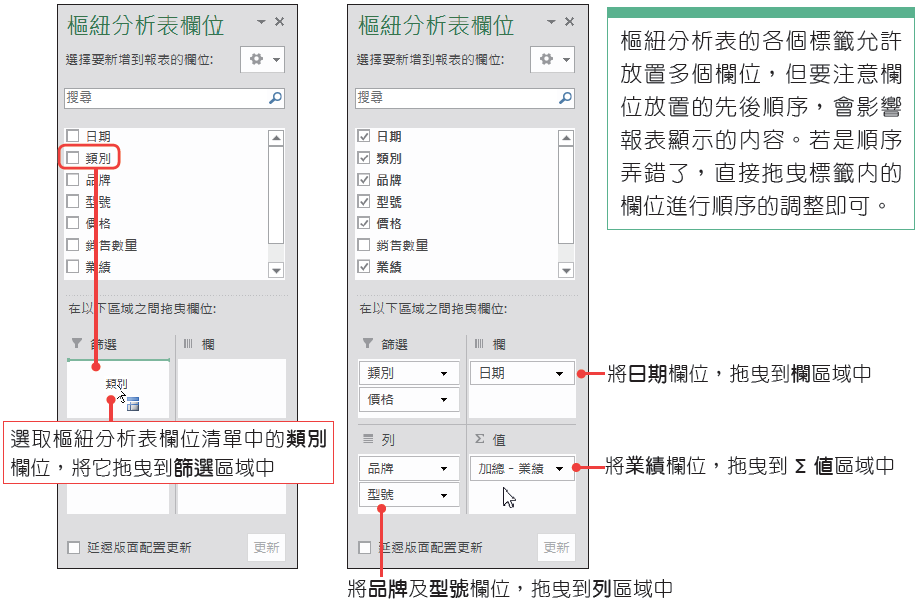 樞紐分析表欄位
選擇要新增到報表的欄位:
搜尋
日期
類別
品牌
型號
價格
銷售數量
業績
在以下區域之間拖曳欄位:
篩選
欄
類別
選取樞紐分析表欄位清單中的類別
欄位，將它拖曳到篩選區域中
延遲版面配置更新
更新
樞紐分析表欄位
選擇要新增到報表的欄位:
搜尋
日期
類別
品牌
型號
價格
銷售數量
業績
在以下區域之間拖曳欄位:
篩選
欄
類別
日期
價格
列
Σ 值
品牌
加總 - 業績
型號
延遲版面配置更新
更新
將品牌及型號欄位，拖曳到列區域中
樞紐分析表的各個標籤允許
放置多個欄位，但要注意欄
位放置的先後順序，會影響
報表顯示的內容。若是順序
弄錯了，直接拖曳標籤內的
欄位進行順序的調整即可。
將日期欄位，拖曳到欄區域中
將業績欄位，拖曳到 Σ 值區域中